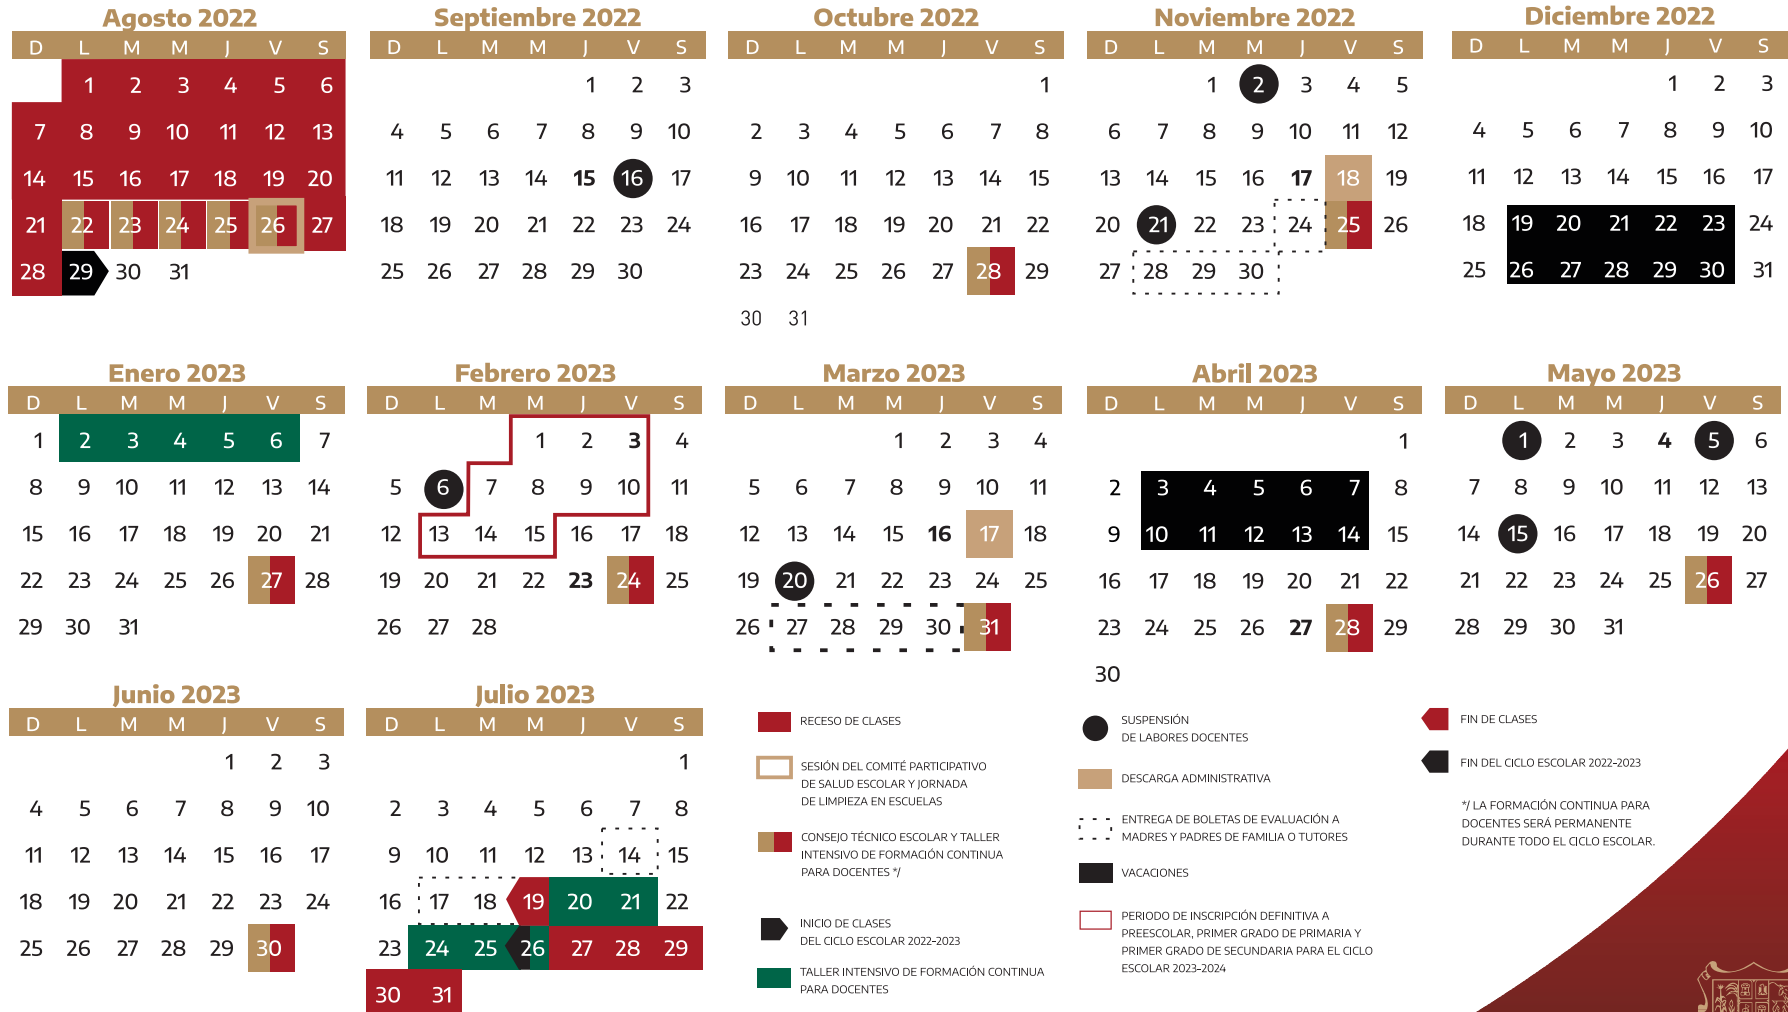 Agosto 2022
D L M M J V S
1 2 3 4 5 6
7 8 9 10 11 12 13
14 15 16 17 18 19 20
21 22 23 24 25 26 27
28 29 30 31
Septiembre 2022
D L M M J V S
1 2 3
4 5 6 7 8 9 10
11 12 13 14 15 16 17
18 19 20 21 22 23 24
25 26 27 28 29 30
Octubre 2022
D L M M J V S
1
2 3 4 5 6 7 8
9 10 11 12 13 14 15
16 17 18 19 20 21 22
23 24 25 26 27 28 29
30 31
Noviembre 2022
D L M M J V S
1 2 3 4 5
6 7 8 9 10 11 12
13 14 15 16 17 18 19
20 21 22 23 24 25 26
27 28 29 30
Diciembre 2022
D L M M J V S
1 2 3
4 5 6 7 8 9 10
11 12 13 14 15 16 17
18 19 20 21 22 23 24
25 26 27 28 29 30 31
Enero 2023
D L M M J V S
1 2 3 4 5 6 7
8 9 10 11 12 13 14
15 16 17 18 19 20 21
22 23 24 25 26 27 28
29 30 31
Febrero 2023
D L M M J V S
1 2 3 4
5 6 7 8 9 10 11
12 13 14 15 16 17 18
19 20 21 22 23 24 25
26 27 28
Marzo 2023
D L M M J V S
1 2 3 4
5 6 7 8 9 10 11
12 13 14 15 16 17 18
19 20 21 22 23 24 25
26 27 28 29 30 31
Abril 2023
D L M M J V S
1
2 3 4 5 6 7 8
9 10 11 12 13 14 15
16 17 18 19 20 21 22
23 24 25 26 27 28 29
30
Mayo 2023
D L M M J V S
1 2 3 4 5 6
7 8 9 10 11 12 13
14 15 16 17 18 19 20
21 22 23 24 25 26 27
28 29 30 31
Junio 2023
D L M M J V S
1 2 3
4 5 6 7 8 9 10
11 12 13 14 15 16 17
18 19 20 21 22 23 24
25 26 27 28 29 30
Julio 2023
D L M M J V S
1
2 3 4 5 6 7 8
9 10 11 12 13 14 15
16 17 18 19 20 21 22
23 24 25 26 27 28 29
30 31
RECESO DE CLASES
SESIÓN DEL COMITÉ PARTICIPATIVO
DE SALUD ESCOLAR Y JORNADA
DE LIMPIEZA EN ESCUELAS
CONSEJO TÉCNICO ESCOLAR Y TALLER
INTENSIVO DE FORMACIÓN CONTINUA
PARA DOCENTES */
INICIO DE CLASES
DEL CICLO ESCOLAR 2022-2023
TALLER INTENSIVO DE FORMACIÓN CONTINUA
PARA DOCENTES
SUSPENSIÓN
DE LABORES DOCENTES
DESCARGA ADMINISTRATIVA
ENTREGA DE BOLETAS DE EVALUACIÓN A
MADRES Y PADRES DE FAMILIA O TUTORES
VACACIONES
PERIODO DE INSCRIPCIÓN DEFINITIVA A
PREESCOLAR, PRIMER GRADO DE PRIMARIA Y
PRIMER GRADO DE SECUNDARIA PARA EL CICLO
ESCOLAR 2023-2024
FIN DE CLASES
FIN DEL CICLO ESCOLAR 2022-2023
*/ LA FORMACIÓN CONTINUA PARA
DOCENTES SERÁ PERMANENTE
DURANTE TODO EL CICLO ESCOLAR.